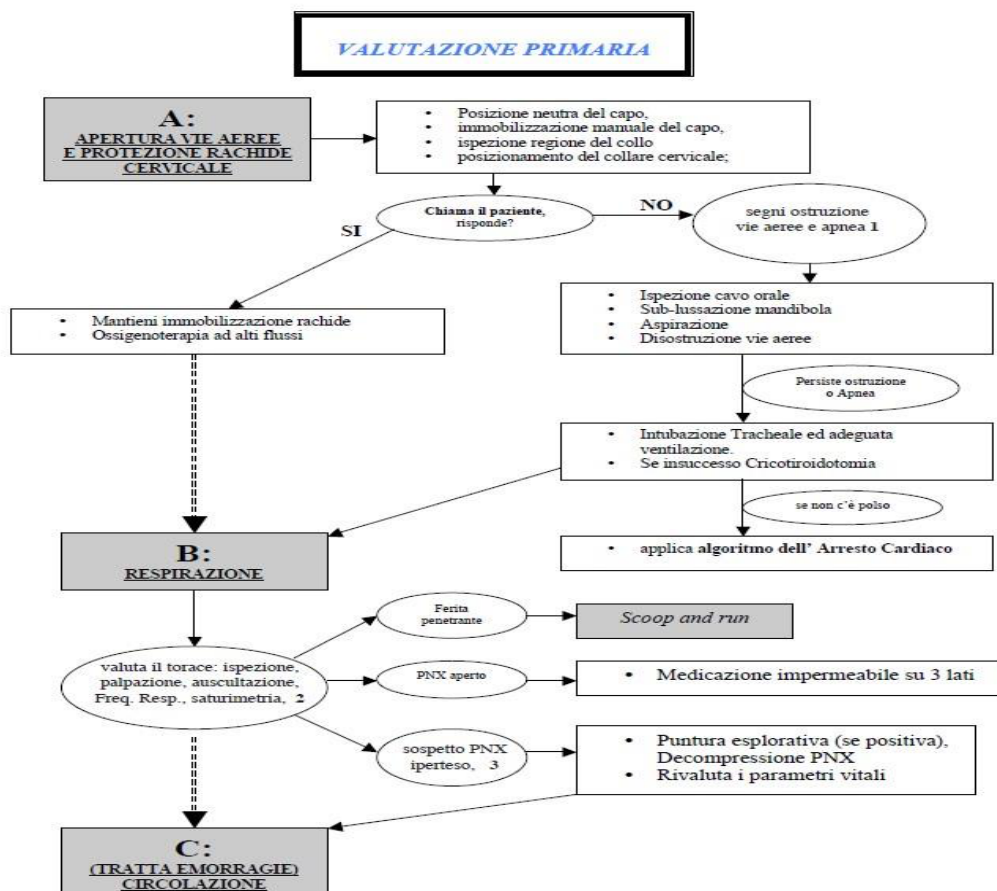 VALUTAZIONE PRIMARIA
A:
APERTURA VIE AEREE
E PROTEZIONE RACHIDE
CERVICALE
• Posizione neutra del capo,
• immobilizzazione manuale del capo,
• ispezione regione del collo
• posizionamento del collare cervicale;
Chiama il paziente,
risponde?
NO
segni ostruzione
vie aeree e apnea 1
SI
• Mantieni immobilizzazione rachide
• Ossigenoterapia ad alti flussi
• Ispezione cavo orale
• Sub-lussazione mandibola
• Aspirazione
• Disostruzione vie aeree
Persiste ostruzione
o Apnea
• Intubazione Tracheale ed adeguata
ventilazione.
• Se insuccesso Cricotiroidotomia
se non c'è polso
• applica algoritmo dell' Arresto Cardiaco
B:
RESPIRAZIONE
Ferita
penetrante
Scoop and run
valuta il torace: ispezione,
palpazione, auscultazione,
Freq. Resp., saturimetria, 2
PNX aperto
• Medicazione impermeabile su 3 lati
sospetto PNX
iperteso, 3
• Puntura esplorativa (se positiva),
Decompressione PNX
• Rivaluta i parametri vitali
C:
(TRATTA EMORRAGIE)
CIRCOLAZIONE